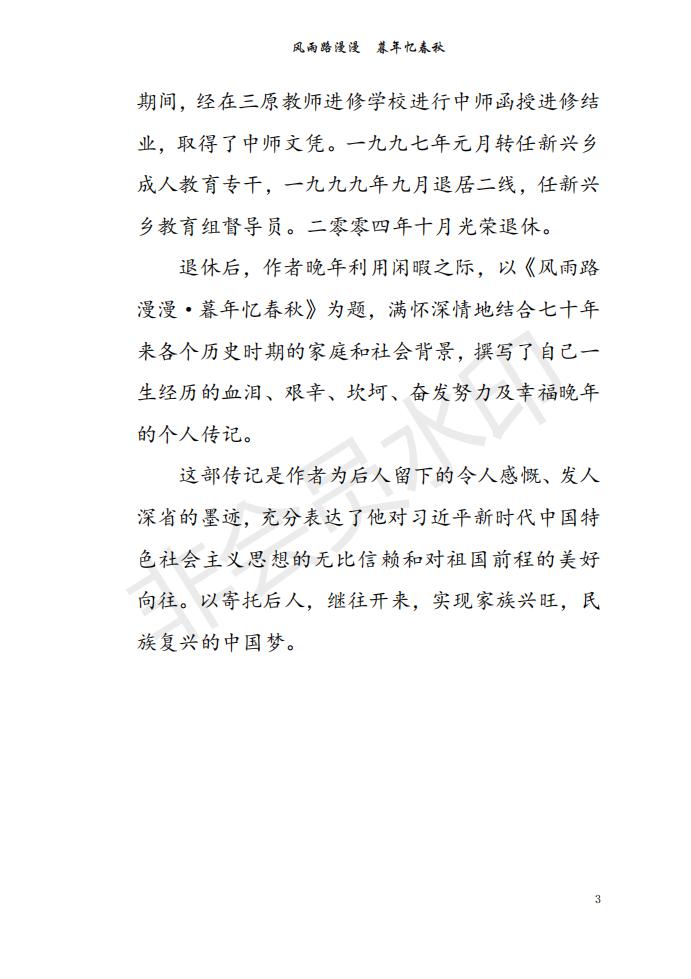 风雨路漫漫　暮年忆春秋
期间，经在三原教师进修学校进行中师函授进修结
业，取得了中师文凭。一九九七年元月转任新兴乡
成人教育专干，一九九九年九月退居二线，任新兴
乡教育组督导员。二零零四年十月光荣退休。
退休后，作者晚年利用闲暇之际，以《风雨路
漫漫·暮年忆春秋》为题，满怀深情地结合七十年
来各个历史时期的家庭和社会背景，撰写了自己一
生经历的血泪、艰辛、坎坷、奋发努力及幸福晚年
的个人传记。
这部传记是作者为后人留下的令人感慨、发人
深省的墨迹，充分表达了他对习近平新时代中国特
色社会主义思想的无比信赖和对祖国前程的美好
向往。以寄托后人，继往开来，实现家族兴旺，民
族复兴的中国梦。
非会员水印
3